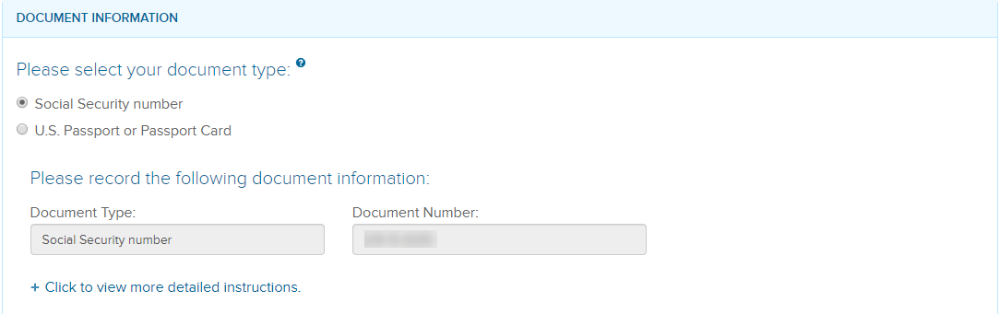 DOCUMENT INFORMATION
Please select your document type: ?
Social Security number
U.S. Passport or Passport Card
Please record the following document information:
Document Type: Document Number:
Social Security number
+ Click to view more detailed instructions.